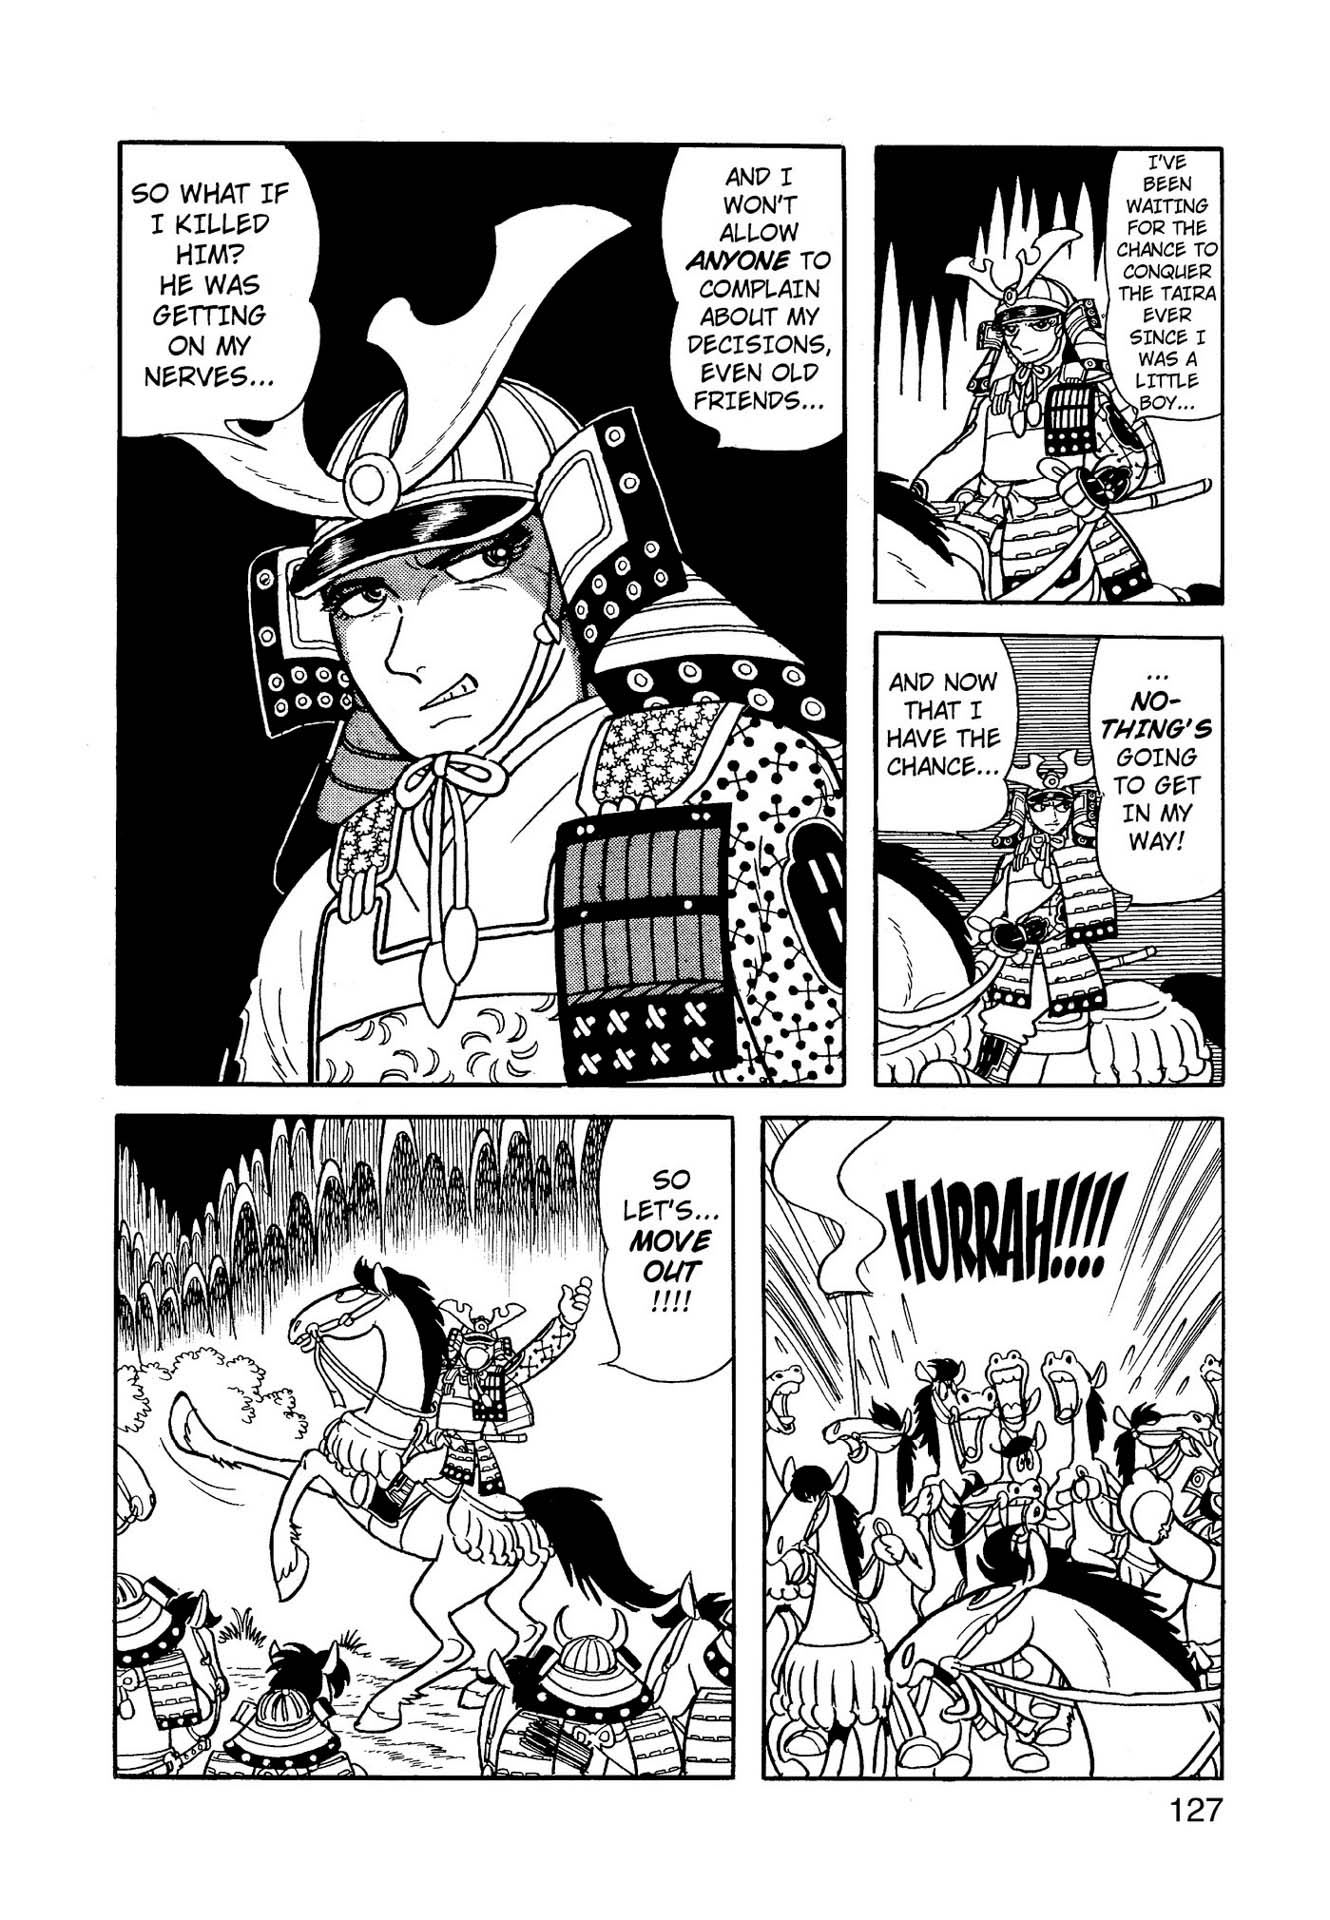 SO WHAT IF
I KILLED
HIM?
HE WAS
GETTING
ON MY
NERVES...
AND I
WON'T
ALLOW
ANYONE TO
COMPLAIN
ABOUT MY
DECISIONS,
EVEN OLD
FRIENDS...
I'VE
BEEN
WAITING
FOR THE
CHANCE TO
CONQUER
THE TAIRA
EVER
SINCE I
WAS A
LITTLE
BOY...
AND NOW
THAT I
HAVE THE
CHANCE...
...
NO-
THING'S
GOING
TO GET
IN MY
WAY!
SO
LET'S...
MOVE
OUT
!!!!
HURRAH!!!!!
127